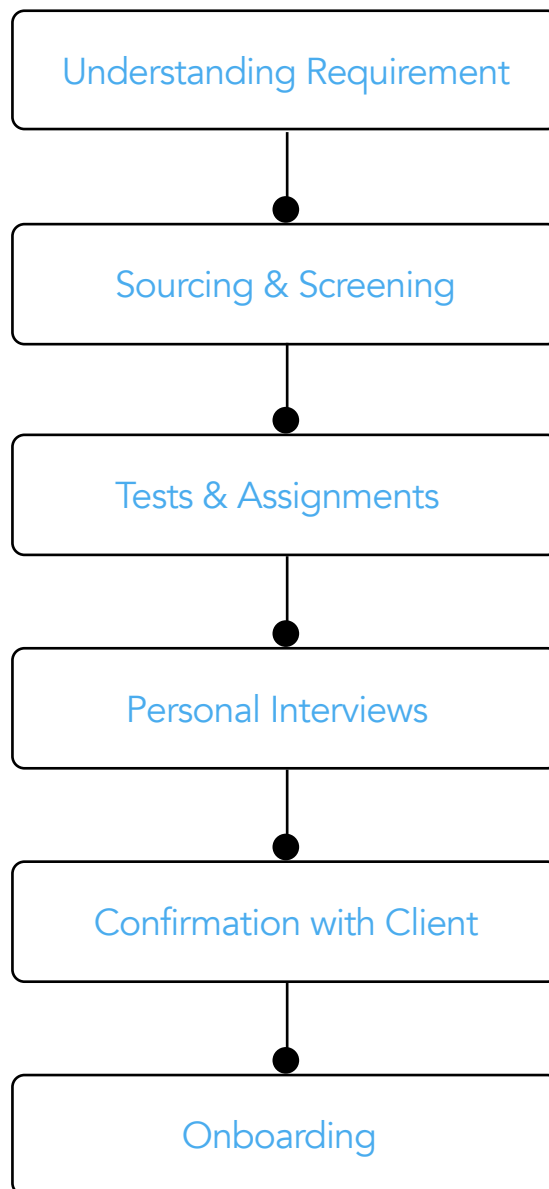 Understanding Requirement
Sourcing & Screening
Tests & Assignments
Personal Interviews
Confirmation with Client
Onboarding